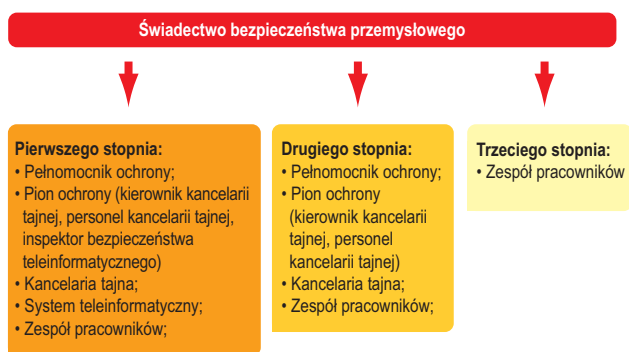 Świadectwo bezpieczeństwa przemysłowego
Pierwszego stopnia:
• Pełnomocnik ochrony;
• Pion ochrony (kierownik kancelarii
tajnej, personel kancelarii tajnej,
inspektor bezpieczeństwa
teleinformatycznego)
• Kancelaria tajna;
• System teleinformatyczny;
• Zespół pracowników;
Drugiego stopnia:
• Pełnomocnik ochrony;
• Pion ochrony
(kierownik kancelarii
tajnej, personel
kancelarii tajnej)
• Kancelaria tajna;
• Zespół pracowników;
Trzeciego stopnia:
• Zespół pracowników